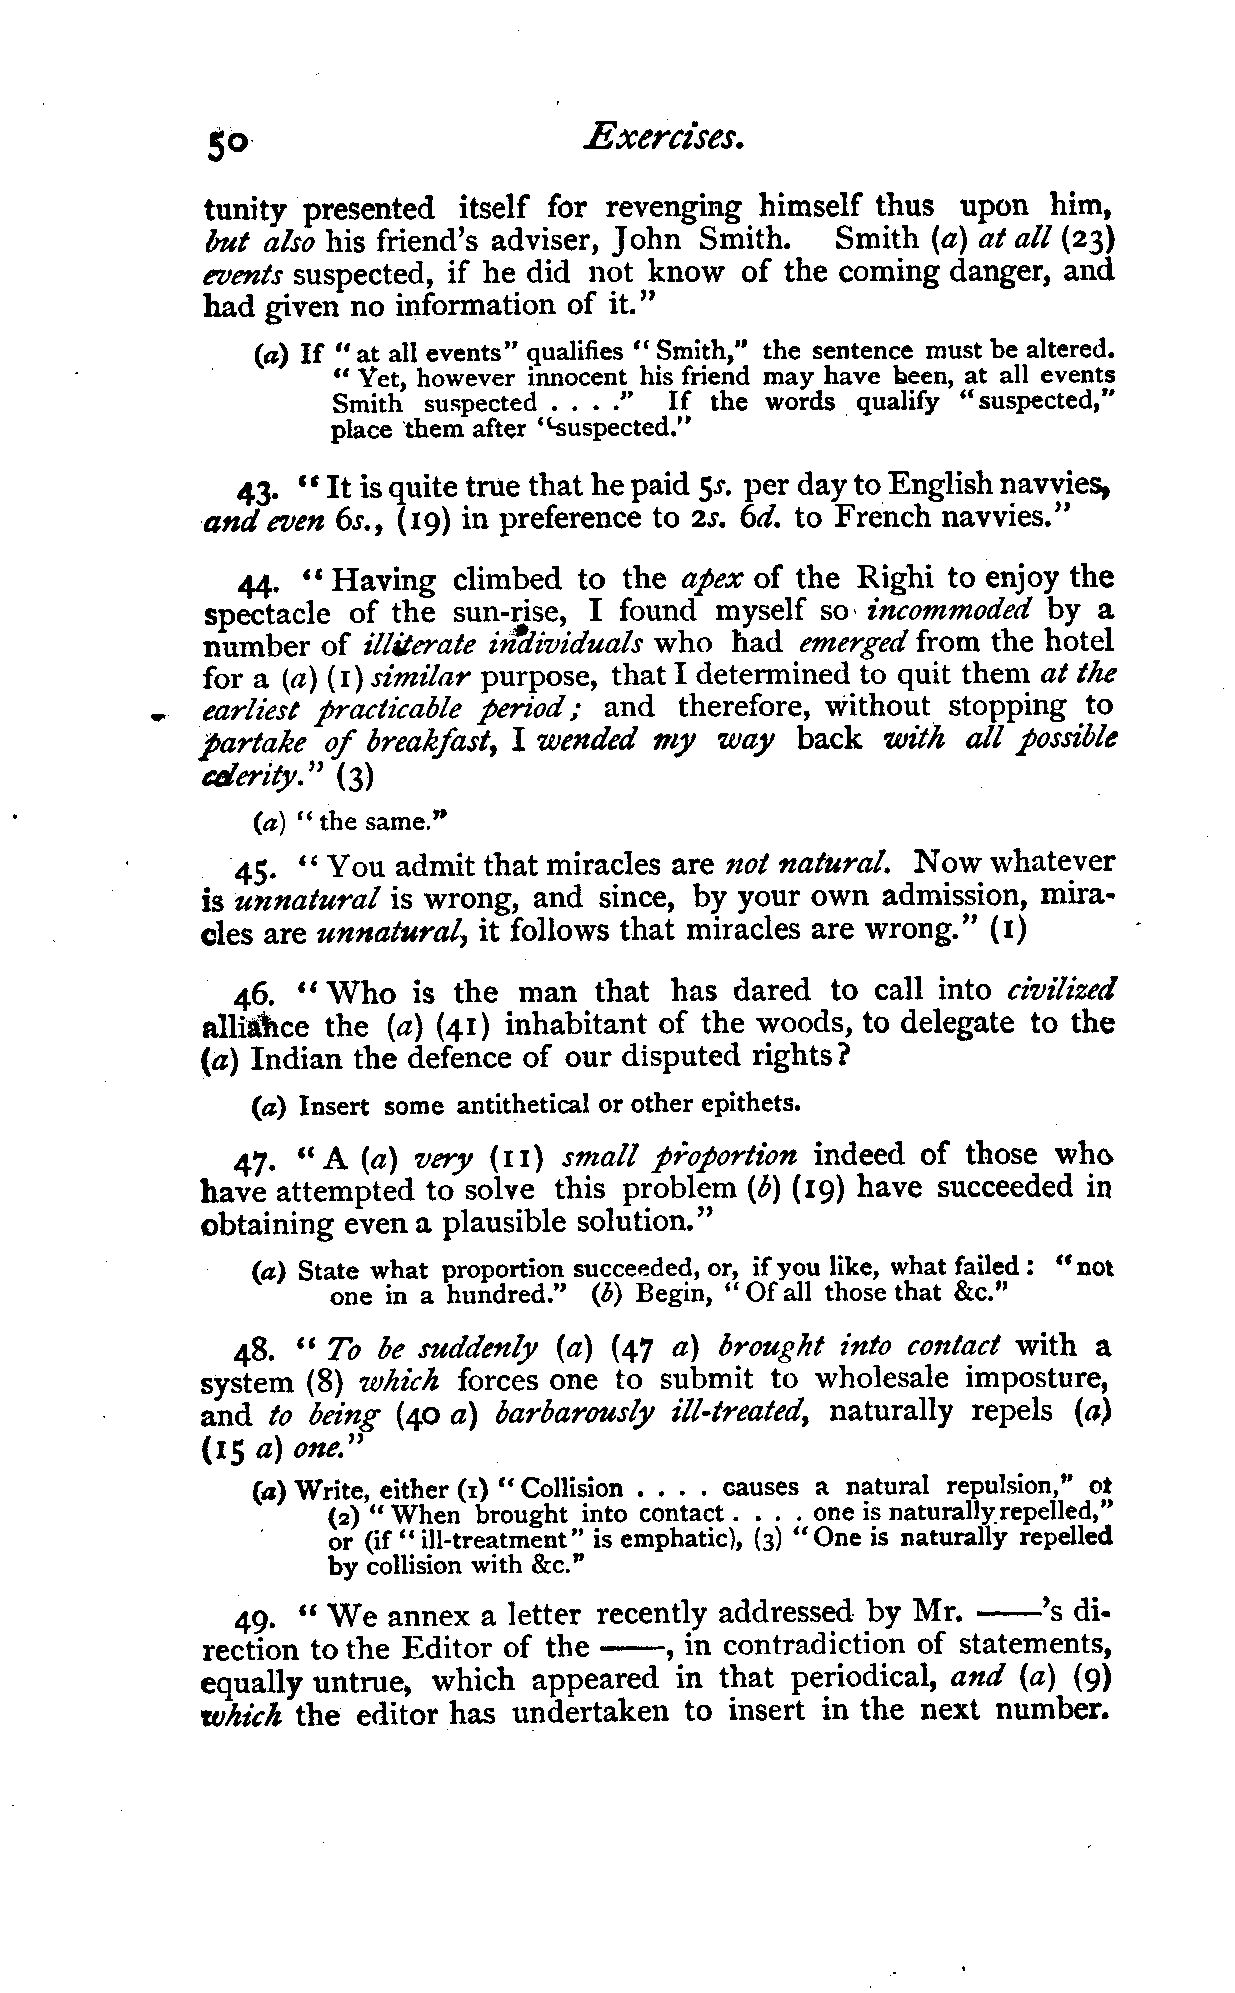 50 Exercises.
tunity presented itself for revenging himself thus upon him,
but also his friend's adviser, John Smith. Smith (a) at all (23)
events suspected, if he did not know of the coming danger, and
had given no information of it."
(a) If "at all events" qualifies "Smith," the sentence must be altered.
"Yet, however innocent his friend may have been, at all events
Smith suspected . . . ." If the words qualify "suspected,"
place them after "suspected."
43. "It is quite true that he paid 5s. per day to English navvies,
and even 6s., (19) in preference to 2s. 6d. to French navvies."
44. "Having climbed to the apex of the Righi to enjoy the
spectacle of the sun-rise, I found myself so incommoded by a
number of illiterate individuals who had emerged from the hotel
for a (a) (1) similar purpose, that I determined to quit them at the
earliest practicable period; and therefore, without stopping to
partake of breakfast, I wended my way back with all possible
celerity." (3)
(a) "the same."
45. "You admit that miracles are not natural. Now whatever
is unnatural is wrong, and since, by your own admission, mira-
cles are unnatural, it follows that miracles are wrong." (1)
46. "Who is the man that has dared to call into civilized
alliance the (a) (41) inhabitant of the woods, to delegate to the
(a) Indian the defence of our disputed rights?
(a) Insert some antithetical or other epithets.
47. "A (a) very (11) small proportion indeed of those who
have attempted to solve this problem (b) (19) have succeeded in
obtaining even a plausible solution."
(a) State what proportion succeeded, or, if you like, what failed: "not
one in a hundred." (b) Begin, "Of all those that &c."
48. "To be suddenly (a) (47 a) brought into contact with a
system (8) which forces one to submit to wholesale imposture,
and to being (40 a) barbarously ill-treated, naturally repels (a)
(15 a) one."
(a) Write, either (1) "Collision . . . . causes a natural repulsion," or
(2) "When brought into contact . . . . one is naturally repelled,"
or (if "ill-treatment" is emphatic), (3) "One is naturally repelled
by collision with &c."
49. "We annex a letter recently addressed by Mr. ——'s di-
rection to the Editor of the ——, in contradiction of statements,
equally untrue, which appeared in that periodical, and (a) (9)
which the editor has undertaken to insert in the next number.